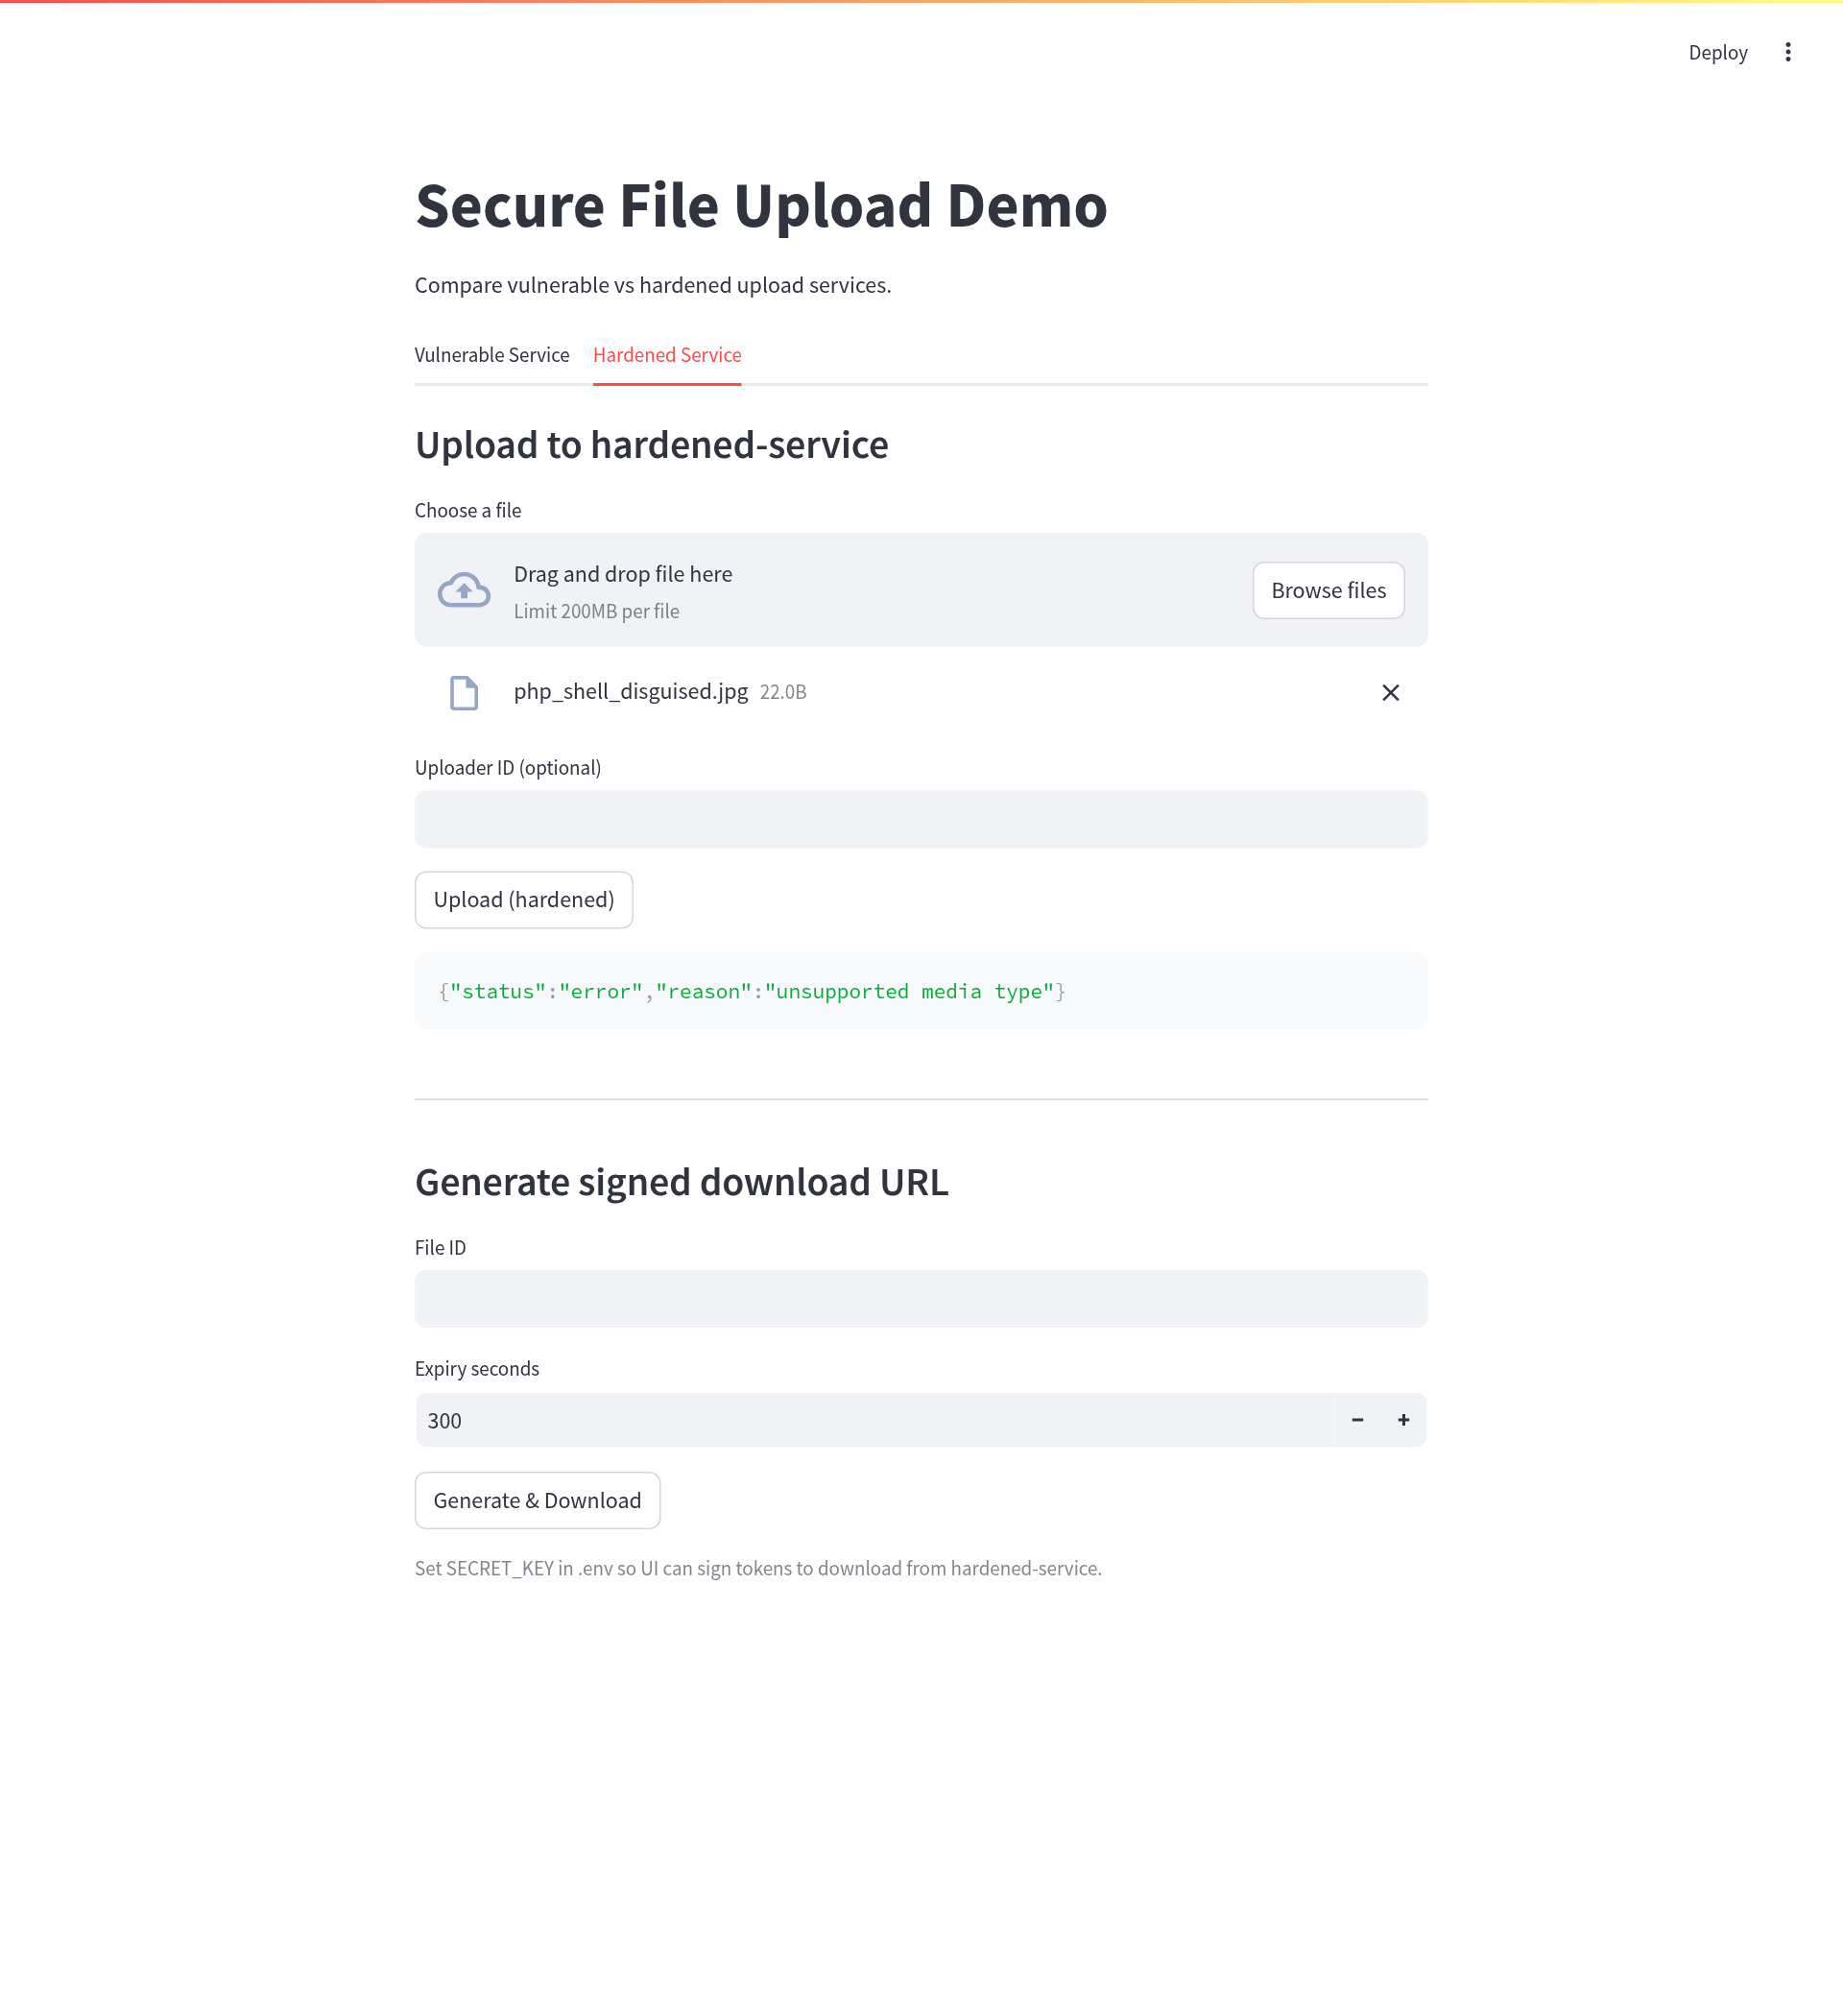 Deploy
Secure File Upload Demo
Compare vulnerable vs hardened upload services.
Vulnerable Service Hardened Service
Upload to hardened-service
Choose a file
Drag and drop file here
Limit 200MB per file
Browse files
php_shell_disguised.jpg 22.0B
Uploader ID (optional)
Upload (hardened)
{"status":"error","reason":"unsupported media type"}
Generate signed download URL
File ID
Expiry seconds
300
Generate & Download
Set SECRET_KEY in .env so UI can sign tokens to download from hardened-service.